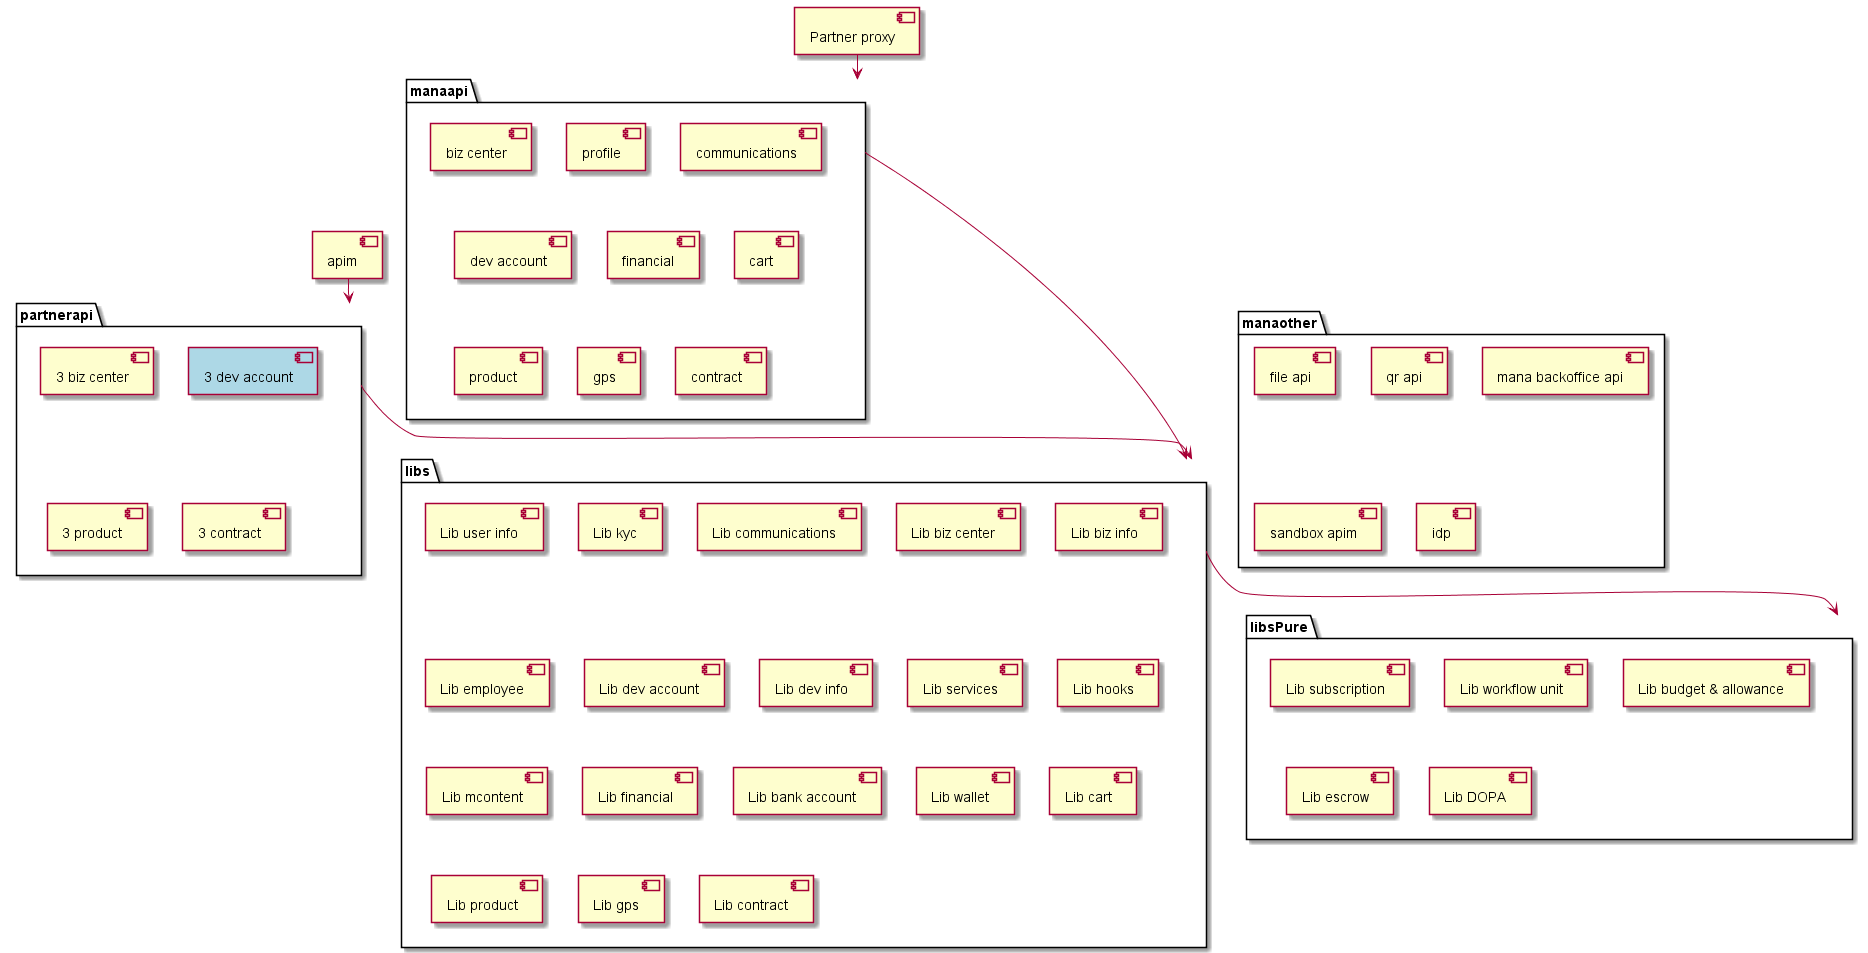 Partner proxy
manaapi
biz center
profile
communications
dev account
financial
cart
product
gps
contract
apim
partnerapi
3 biz center
3 dev account
3 product
3 contract
manaother
file api
qr api
mana backoffice api
sandbox apim
idp
libs
Lib user info
Lib kyc
Lib communications
Lib biz center
Lib biz info
Lib employee
Lib dev account
Lib dev info
Lib services
Lib hooks
Lib mcontent
Lib financial
Lib bank account
Lib wallet
Lib cart
Lib product
Lib gps
Lib contract
libsPure
Lib subscription
Lib workflow unit
Lib budget & allowance
Lib escrow
Lib DOPA